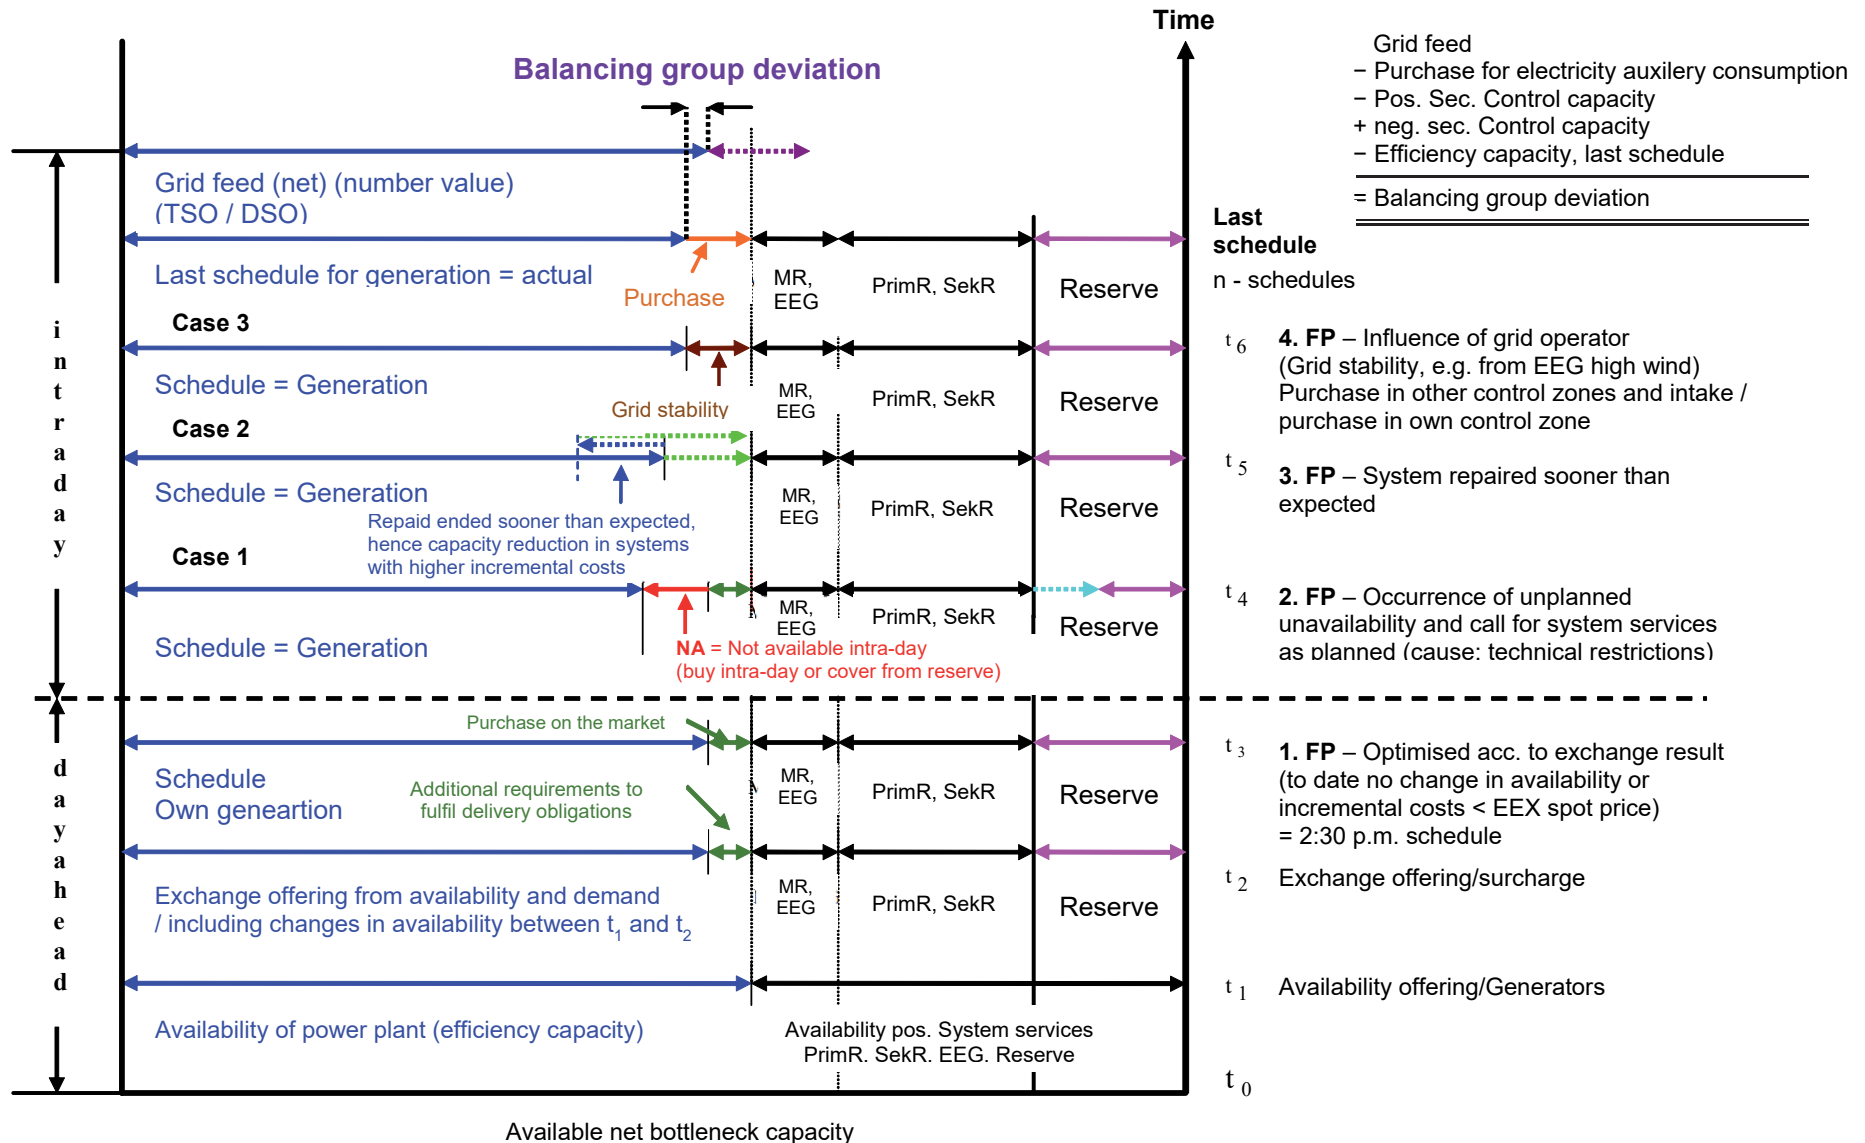 Time
Balancing group deviation
Grid feed
− Purchase for electricity auxilery consumption
− Pos. Sec. Control capacity
+ neg. sec. Control capacity
− Efficiency capacity, last schedule
= Balancing group deviation
Grid feed (net) (number value)
(TSO / DSO)
Last
schedule
n - schedules
Last schedule for generation = actual
Purchase
MR,
EEG
PrimR, SekR
Reserve
Case 3
t 6
4. FP – Influence of grid operator
(Grid stability, e.g. from EEG high wind)
Purchase in other control zones and intake /
purchase in own control zone
Schedule = Generation
Grid stability
MR,
EEG
PrimR, SekR
Reserve
Case 2
t 5
3. FP – System repaired sooner than
expected
Schedule = Generation
Repaid ended sooner than expected,
hence capacity reduction in systems
with higher incremental costs
MR,
EEG
PrimR, SekR
Reserve
Case 1
t 4
2. FP – Occurrence of unplanned
unavailability and call for system services
as planned (cause: technical restrictions)
Schedule = Generation
NA = Not available intra-day
(buy intra-day or cover from reserve)
MR,
EEG
PrimR, SekR
Reserve
intraday
Purchase on the market
t 3
1. FP – Optimised acc. to exchange result
(to date no change in availability or
incremental costs < EEX spot price)
= 2:30 p.m. schedule
Schedule
Own geneartion
Additional requirements to
fulfil delivery obligations
MR,
EEG
PrimR, SekR
Reserve
t 2
Exchange offering/surcharge
Exchange offering from availability and demand
/ including changes in availability between t1 and t2
MR,
EEG
PrimR, SekR
Reserve
t 1
Availability offering/Generators
Availability of power plant (efficiency capacity)
Availability pos. System services
PrimR. SekR. EEG. Reserve
dayahead
t 0
Available net bottleneck capacity